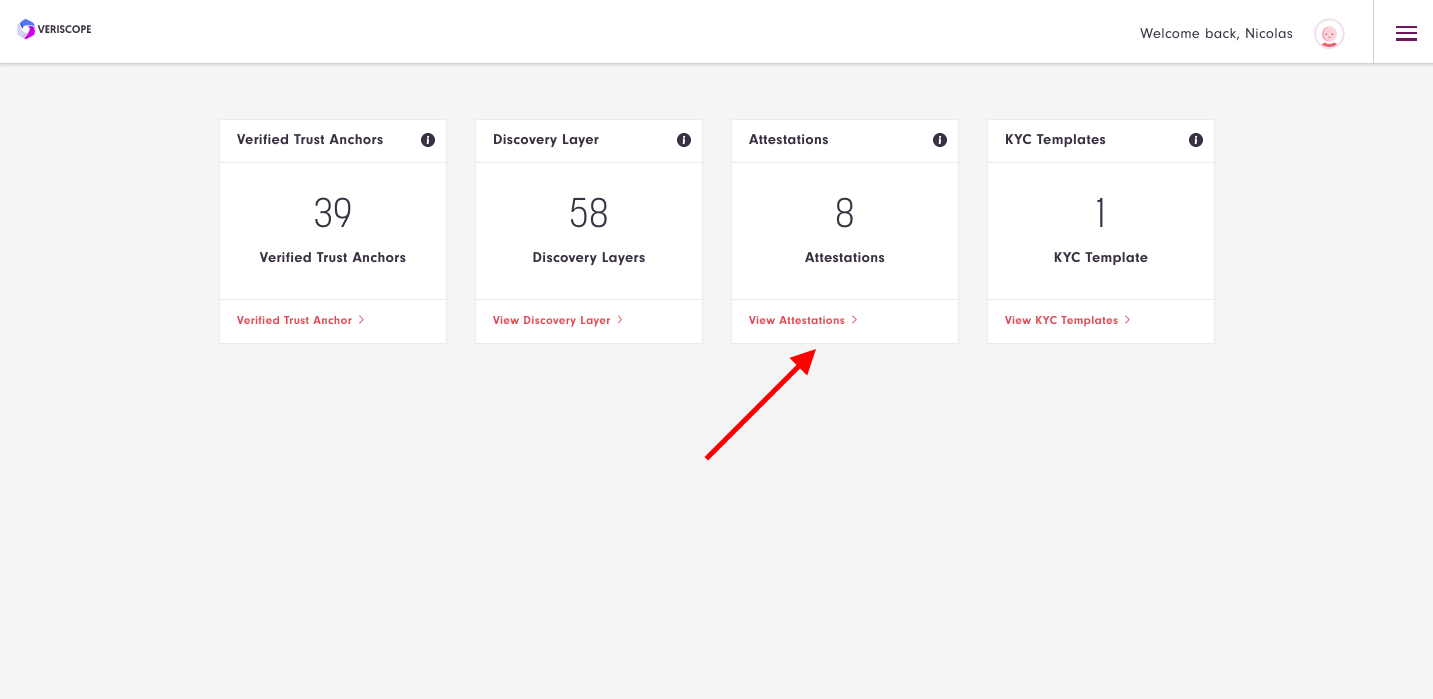 VERISCOPE
Welcome back, Nicolas
Verified Trust Anchors
39
Verified Trust Anchors
Verified Trust Anchor
Discovery Layer
58
Discovery Layers
View Discovery Layer
Attestations
8
Attestations
View Attestations
KYC Templates
1
KYC Template
View KYC Templates